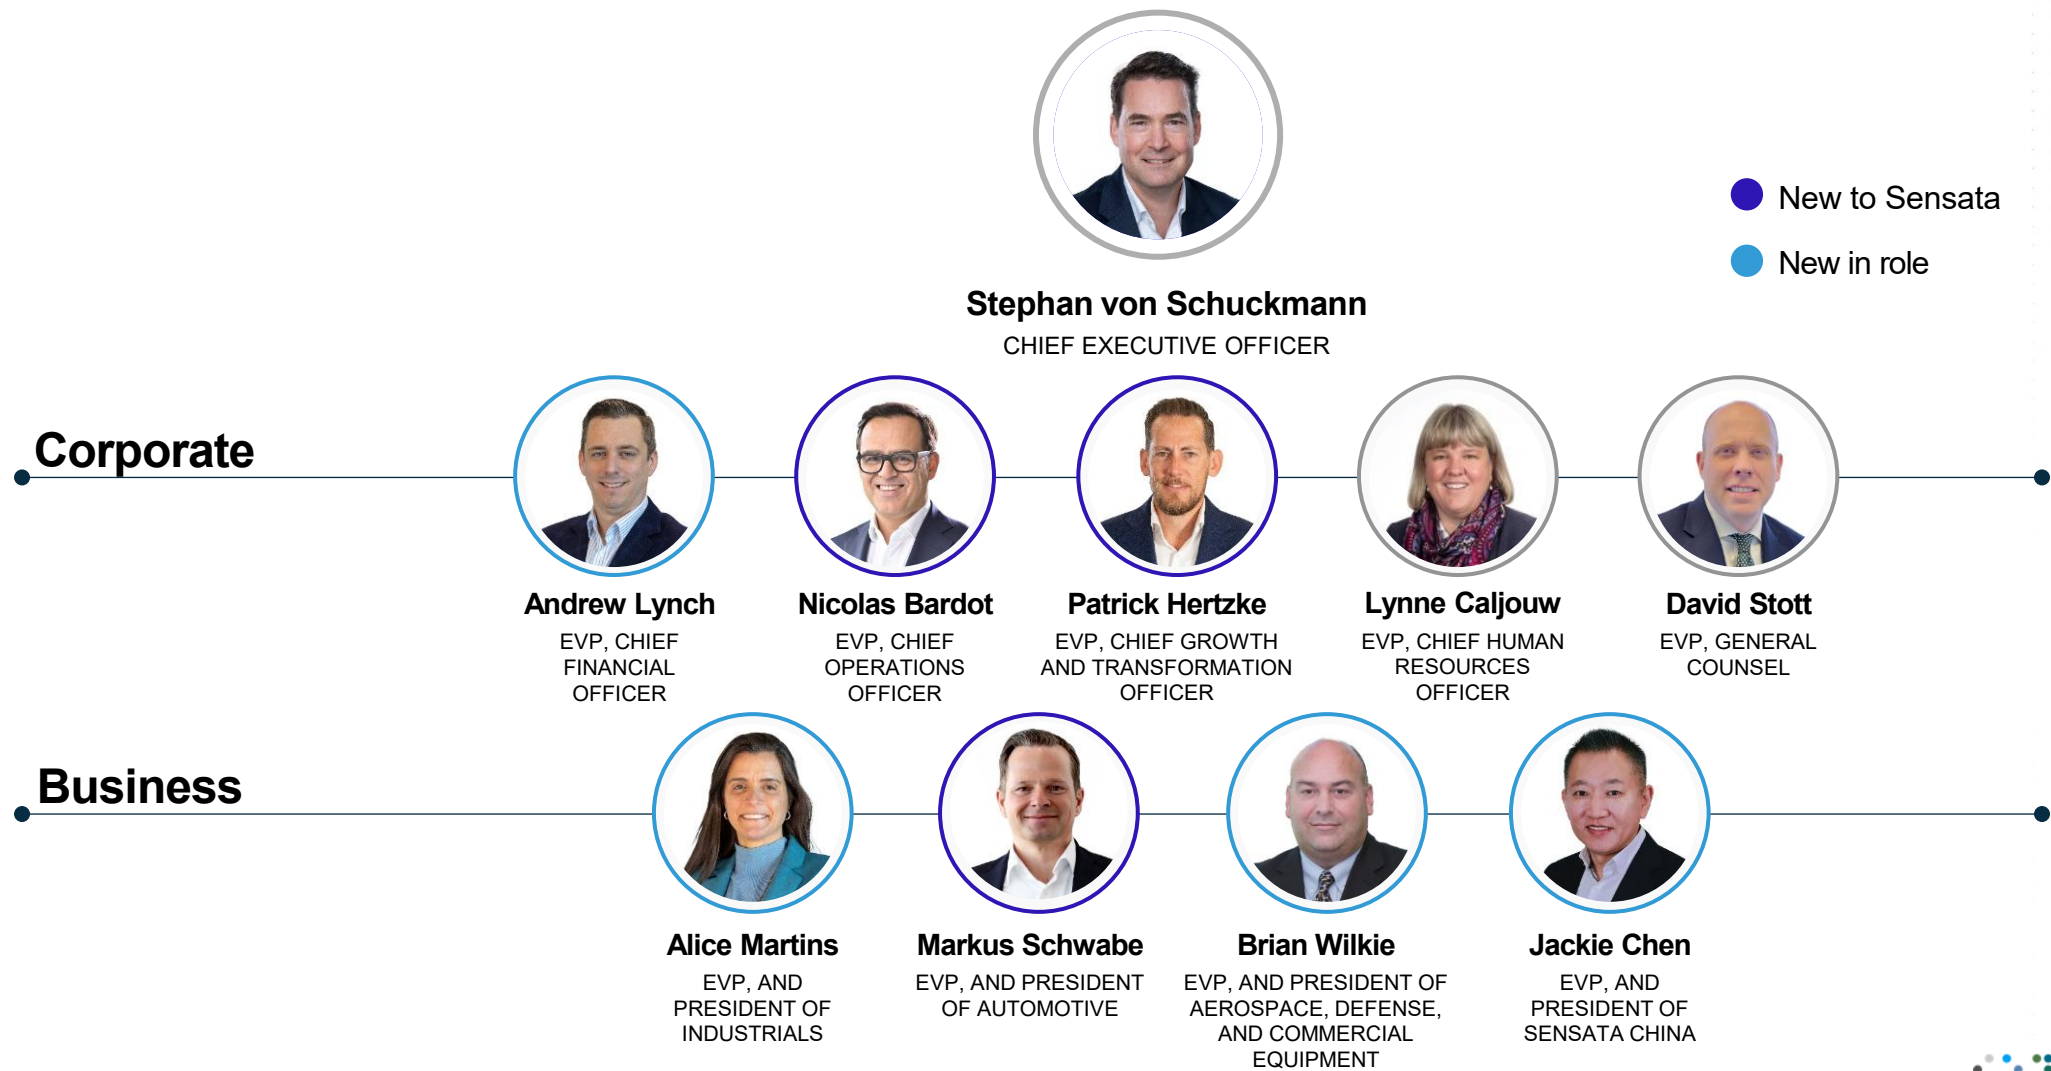 New to Sensata
New in role
Stephan von Schuckmann
CHIEF EXECUTIVE OFFICER
Corporate
Andrew Lynch
EVP, CHIEF
FINANCIAL
OFFICER
Nicolas Bardot
EVP, CHIEF
OPERATIONS
OFFICER
Patrick Hertzke
EVP, CHIEF GROWTH
AND TRANSFORMATION
OFFICER
Lynne Caljouw
EVP, CHIEF HUMAN
RESOURCES
OFFICER
David Stott
EVP, GENERAL
COUNSEL
Business
Alice Martins
EVP, AND
PRESIDENT OF
INDUSTRIALS
Markus Schwabe
EVP, AND PRESIDENT
OF AUTOMOTIVE
Brian Wilkie
EVP, AND PRESIDENT OF
AEROSPACE, DEFENSE,
AND COMMERCIAL
EQUIPMENT
Jackie Chen
EVP, AND
PRESIDENT OF
SENSATA CHINA